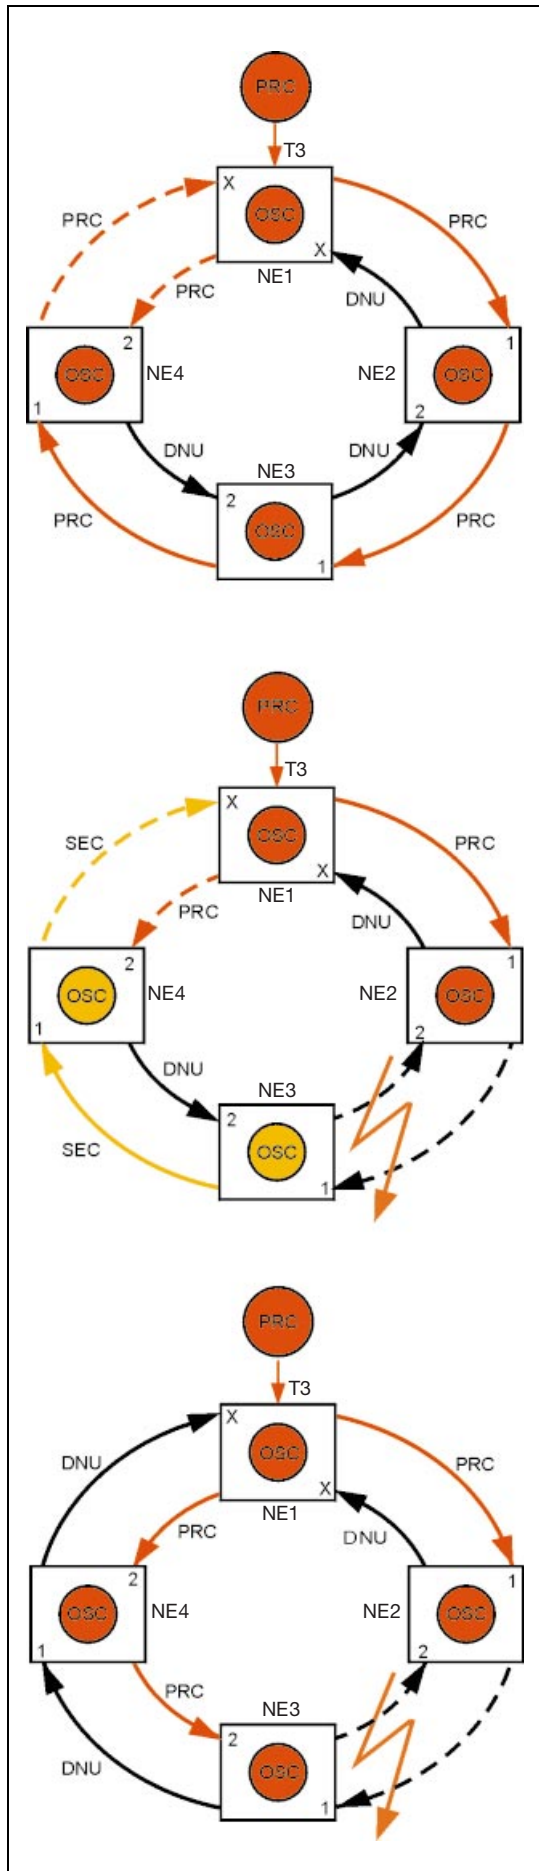 PRC
T3
X
OSC
X
NE1
PRC
PRC
PRC
DNU
2
OSC
1
NE4
NE2
1
OSC
2
DNU
DNU
NE3
2
OSC
1
PRC
PRC
PRC
T3
X
OSC
X
NE1
SEC
PRC
PRC
DNU
2
OSC
1
NE4
NE2
1
OSC
2
DNU
NE3
2
OSC
1
SEC
PRC
T3
X
OSC
X
NE1
DNU
PRC
PRC
DNU
2
OSC
1
NE4
NE2
1
OSC
2
PRC
NE3
2
OSC
1
DNU